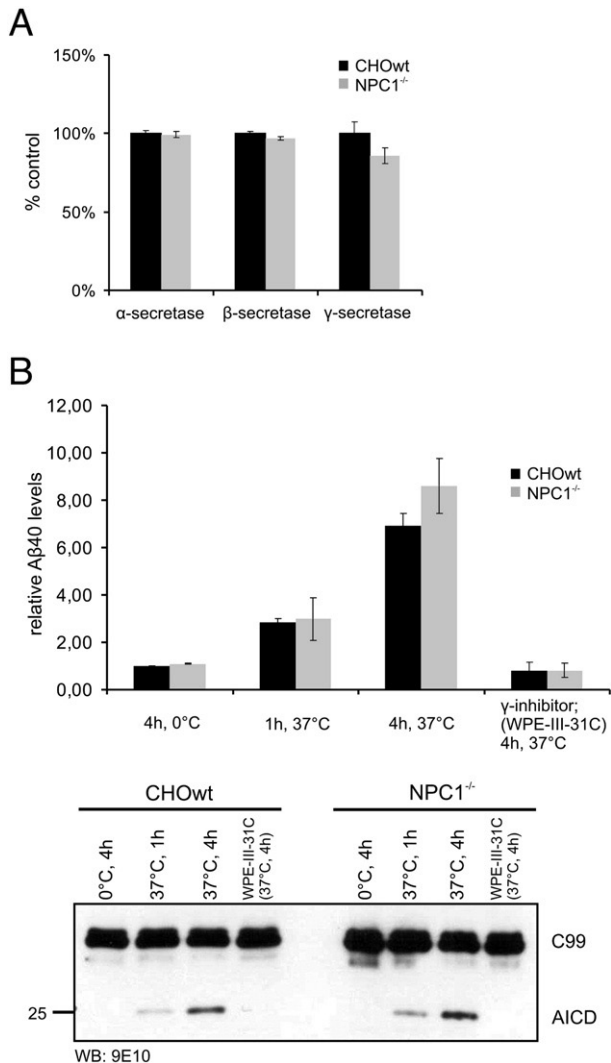 A
150%
CHOwt
NPC1-/-
100%
% control
50%
0%
α-secretase β-secretase γ-secretase
B
12,00
10,00
CHOwt
NPC1-/-
8,00
relative Aβ40 levels
6,00
4,00
2,00
0,00
4h, 0°C 1h, 37°C 4h, 37°C
γ-inhibitor;
(WPE-III-31C)
4h, 37°C
CHOwt NPC1-/-
0°C, 4h
37°C, 1h
37°C, 4h
WPE-III-31C
(37°C, 4h)
0°C, 4h
37°C, 1h
37°C, 4h
WPE-III-31C
(37°C, 4h)
C99
25
AICD
WB: 9E10